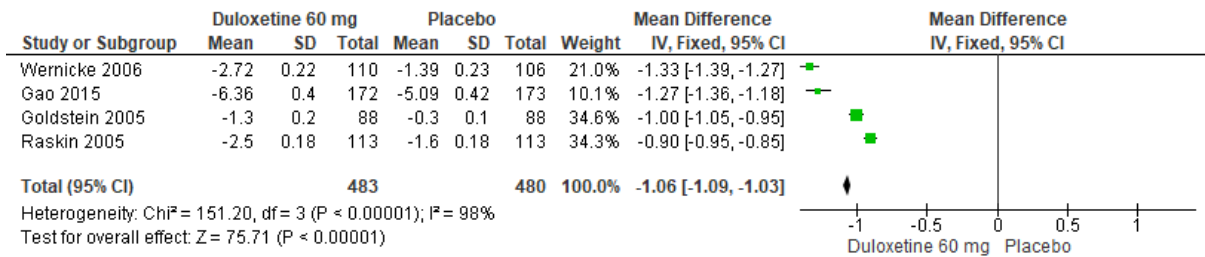 Duloxetine 60 mg Placebo Mean Difference Mean Difference
Study or Subgroup Mean SD Total Mean SD Total Weight IV, Fixed, 95% CI IV, Fixed, 95% CI
Wernicke 2006 -2.72 0.22 110 -1.39 0.23 106 21.0% -1.33 [-1.39, -1.27]
Gao 2015 -6.36 0.4 172 -5.09 0.42 173 10.1% -1.27 [-1.36, -1.18]
Goldstein 2005 -1.3 0.2 88 -0.3 0.1 88 34.6% -1.00 [-1.05, -0.95]
Raskin 2005 -2.5 0.18 113 -1.6 0.18 113 34.3% -0.90 [-0.95, -0.85]
Total (95% CI) 483 480 100.0% -1.06 [-1.09, -1.03]
Heterogeneity: Chi² = 151.20, df = 3 (P < 0.00001); I² = 98%
Test for overall effect: Z = 75.71 (P < 0.00001)
-1 -0.5 0 0.5 1
Duloxetine 60 mg Placebo